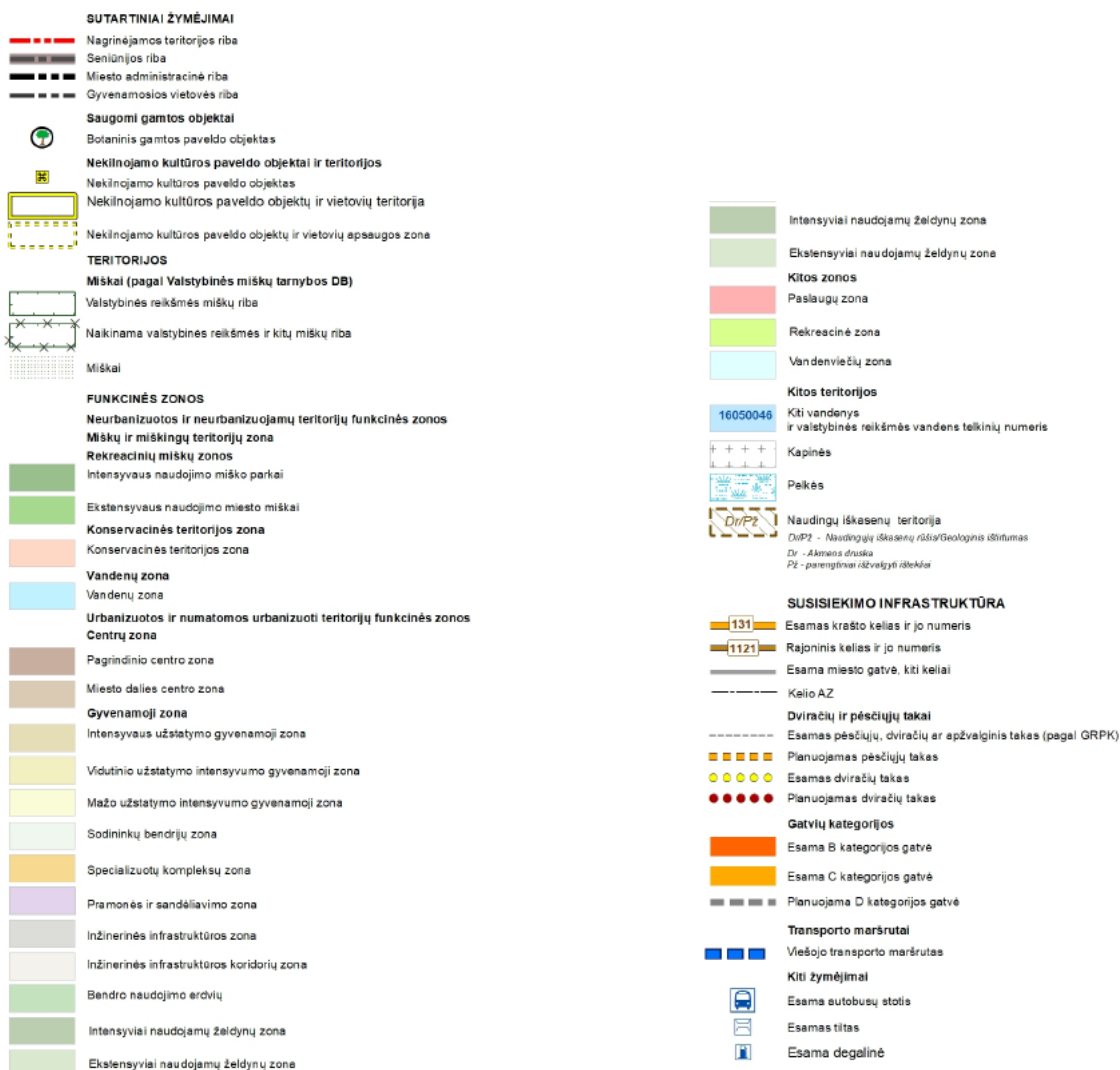 SUTARTINIAI ŽYMĖJIMAI
Nagrinėjamos teritorijos riba
Seniūnijos riba
Miesto administracinė riba
Gyvenamosios vietovės riba
Saugomi gamtos objektai
Botaninis gamtos paveldo objektas
Nekilnojamo kultūros paveldo objektai ir teritorijos
Nekilnojamo kultūros paveldo objektas
Nekilnojamo kultūros paveldo objektų ir vietovių teritorija
Nekilnojamo kultūros paveldo objektų ir vietovių apsaugos zona
TERITORIJOS
Miškai (pagal Valstybinės miškų tarnybos DB)
Valstybinės reikšmės miškų riba
Naikinama valstybinės reikšmės ir kitų miškų riba
Miškai
FUNKCINĖS ZONOS
Neurbanizuotos ir neurbanizuojamų teritorijų funkcinės zonos
Miškų ir miškingų teritorijų zona
Rekreacinių miškų zonos
Intensyvaus naudojimo miško parkai
Ekstensyvaus naudojimo miesto miškai
Konservacinės teritorijos zona
Konservacinės teritorijos zona
Vandenų zona
Vandenų zona
Urbanizuotos ir numatomos urbanizuoti teritorijų funkcinės zonos
Centrų zona
Pagrindinio centro zona
Miesto dalies centro zona
Gyvenamoji zona
Intensyvaus užstatymo gyvenamoji zona
Vidutinio užstatymo intensyvumo gyvenamoji zona
Mažo užstatymo intensyvumo gyvenamoji zona
Sodininkų bendrijų zona
Specializuotų kompleksų zona
Pramonės ir sandėliavimo zona
Inžinerinės infrastruktūros zona
Inžinerinės infrastruktūros koridorių zona
Bendro naudojimo erdvių
Intensyviai naudojamų želdynų zona
Ekstensyviai naudojamų želdynų zona
Intensyviai naudojamų želdynų zona
Ekstensyviai naudojamų želdynų zona
Kitos zonos
Paslaugų zona
Rekreacinė zona
Vandenviečių zona
Kitos teritorijos
16050046 Kiti vandenys
ir valstybinės reikšmės vandens telkinių numeris
Kapinės
Pelkės
Dr/Pž Naudingų iškasenų teritorija
Dr/Pž - Naudingųjų iškasenų rūšis/Geologinis ištirtumas
Dr - Akmens druska
Pž - parengtiniai išžvalgyti ištekliai
SUSISIEKIMO INFRASTRUKTŪRA
131 Esamas krašto kelias ir jo numeris
1121 Rajoninis kelias ir jo numeris
Esama miesto gatvė, kiti keliai
Kelio AZ
Dviračių ir pėsčiųjų takai
Esamas pėsčiųjų, dviračių ar apžvalginis takas (pagal GRPK)
Planuojamas pėsčiųjų takas
Esamas dviračių takas
Planuojamas dviračių takas
Gatvių kategorijos
Esama B kategorijos gatvė
Esama C kategorijos gatvė
Planuojama D kategorijos gatvė
Transporto maršrutai
Viešojo transporto maršrutas
Kiti žymėjimai
Esama autobusų stotis
Esamas tiltas
Esama degalinė